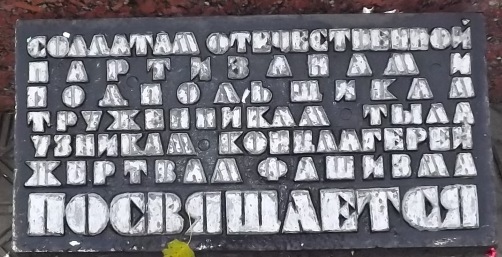 СОЛДАТАМ ОТЕЧЕСТВЕННОЙ
ПАРТИЗАНАМ И
ПОДПОЛЬЩИКАМ
ТРУЖЕННИКАМ ТЫЛА
УЗНИКАМ КОНЦЛАГЕРЕЙ
ЖЕРТВАМ ФАШИЗМА
ПОСВЯЩАЕТСЯ